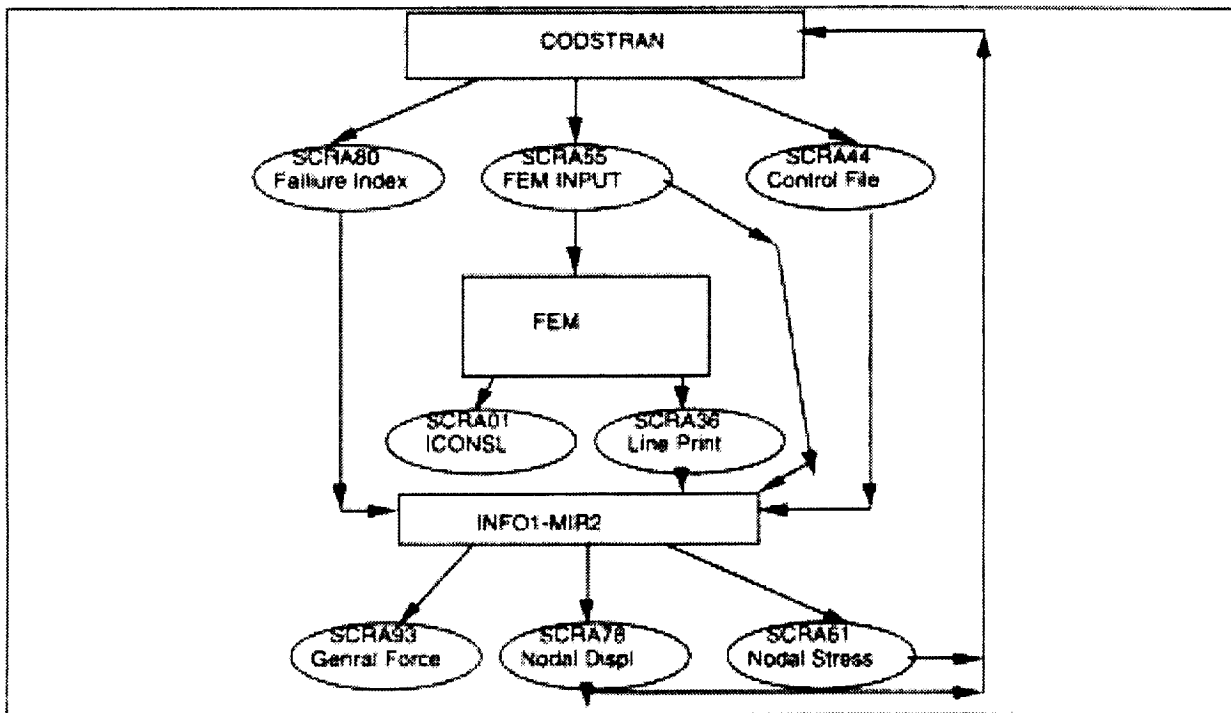 CODSTRAN
SCRA80
Failiure Index
SCRA55
FEM INPUT
SCRA44
Control File
FEM
SCRA01
ICONSL
SCRA36
Line Print
INFO1-MIR2
SCRA93
Genral Force
SCRA78
Nodal Displ
SCRA61
Nodal Stress